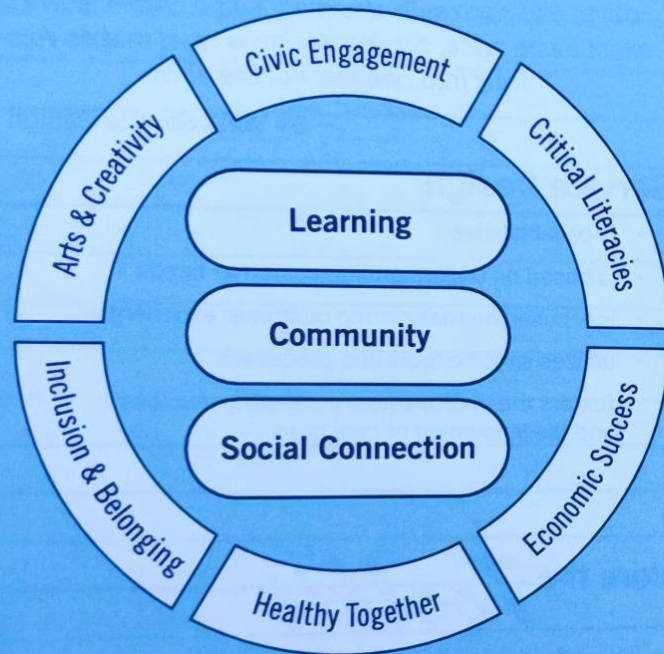 Civic Engagement
Critical Literacies
Economic Success
Healthy Together
Inclusion & Belonging
Arts & Creativity
Learning
Community
Social Connection